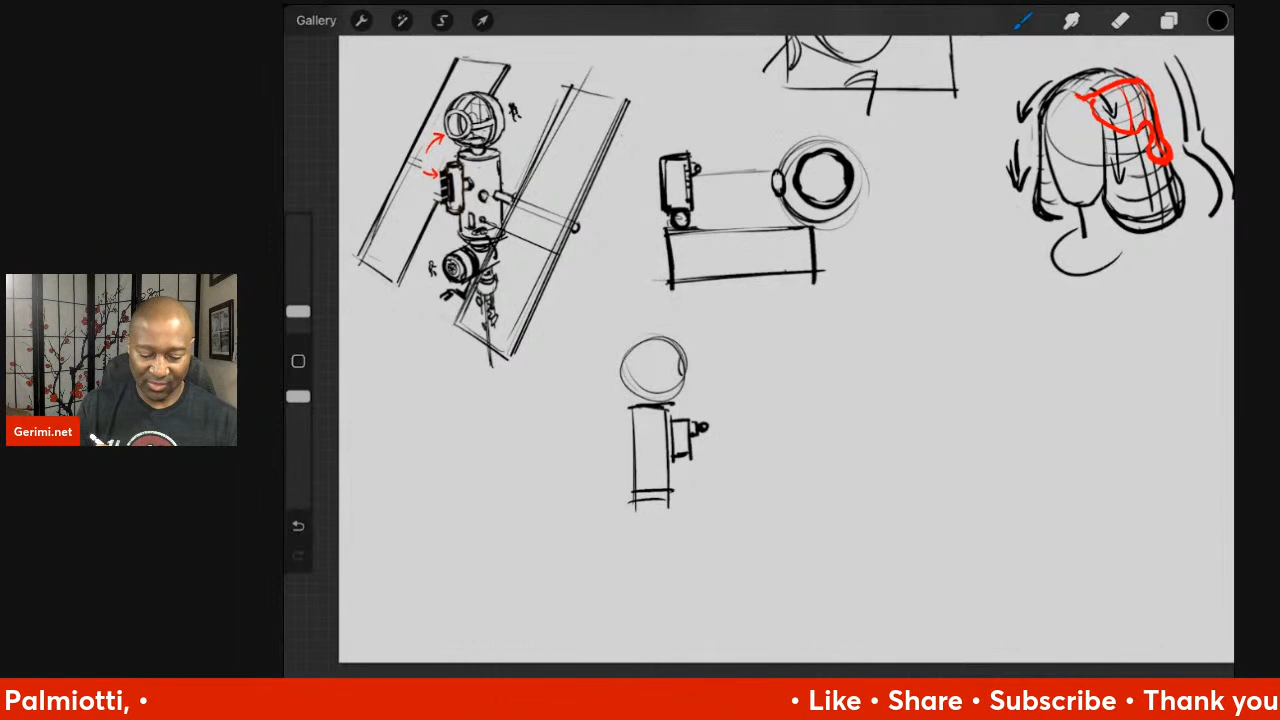 Gallery
Gerimi.net
Palmiotti, • • Like • Share • Subscribe • Thank you